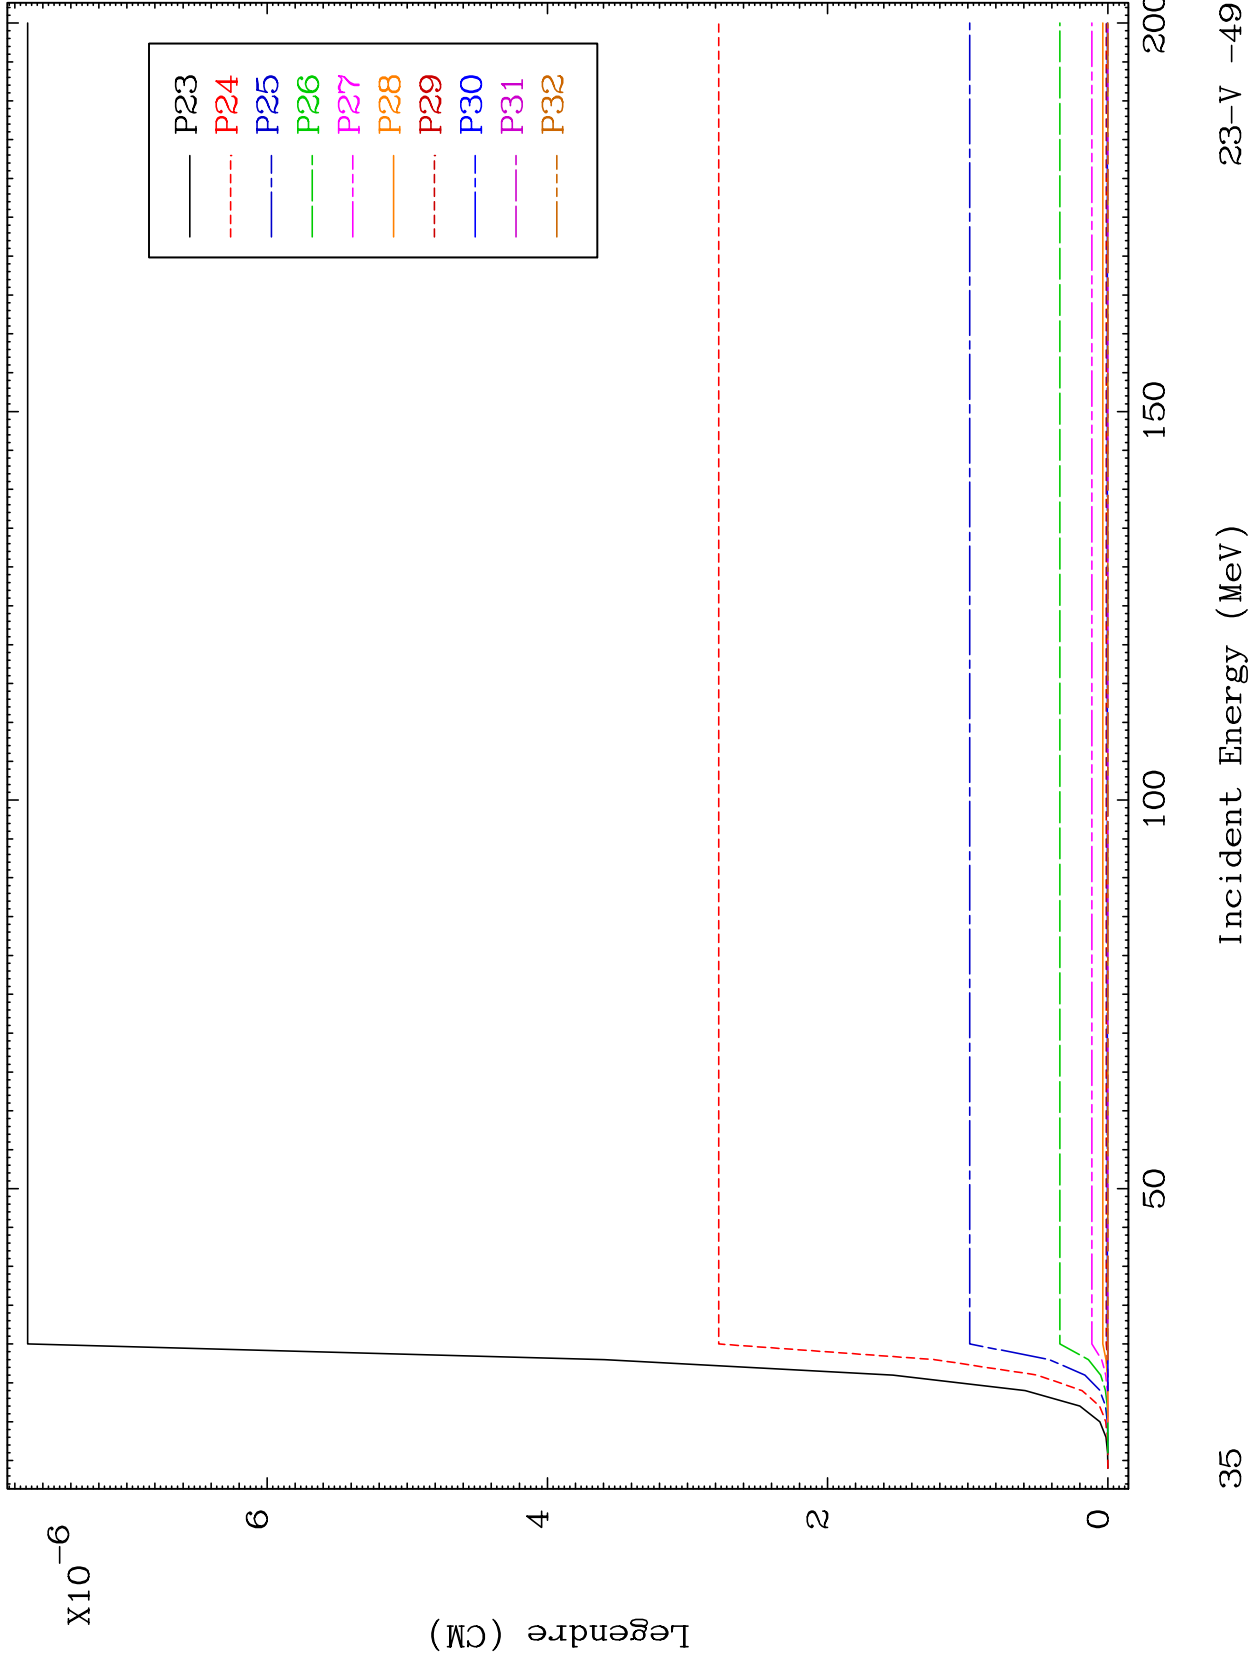 X10-6
6
4
2
0
Legendre (CM)
P23
P24
P25
P26
P27
P28
P29
P30
P31
P32
50
100
150
200
Incident Energy (MeV)
35
23-V -49